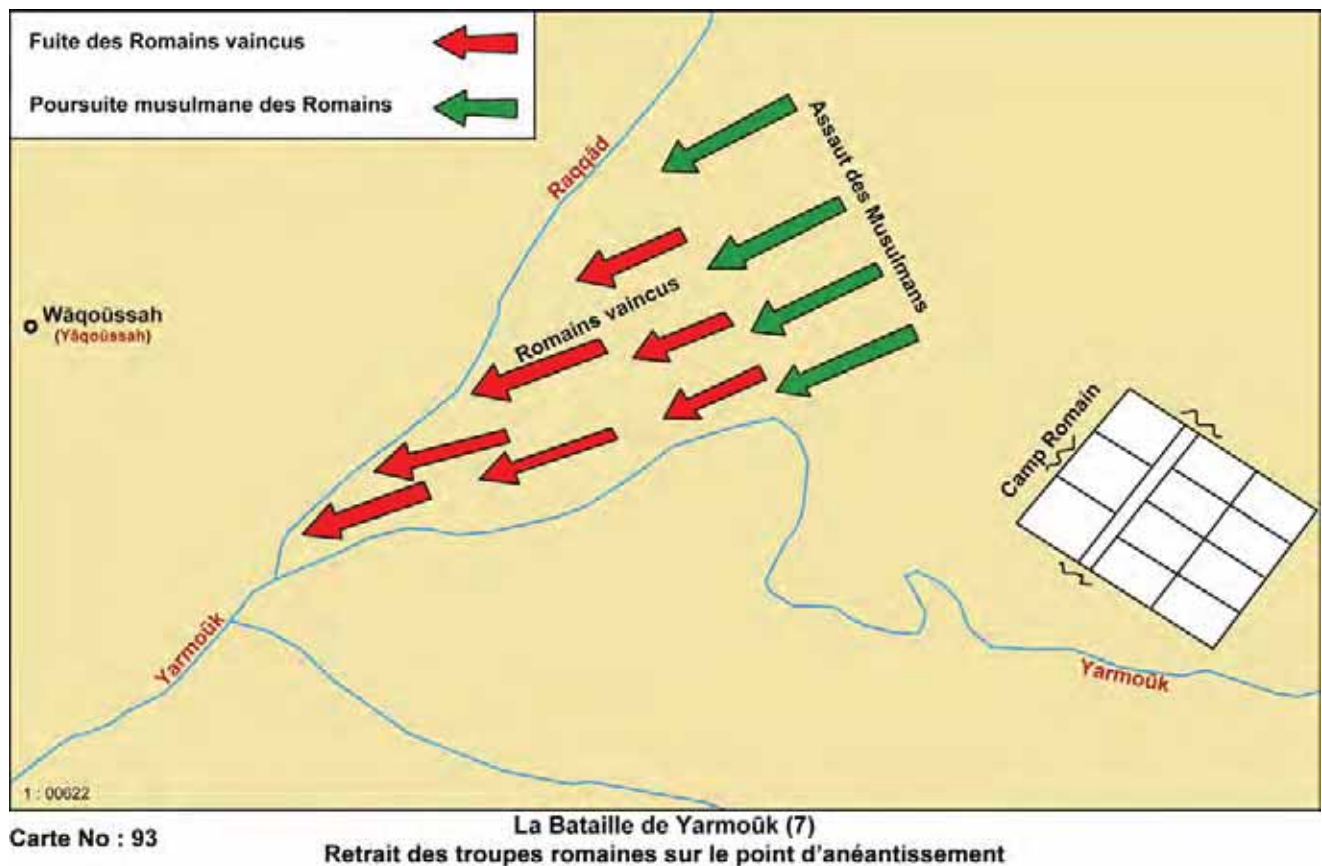 Fuite des Romains vaincus
Poursuite musulmane des Romains
Raqqâd
Assaut des Musulmans
Wâqoûssah
(Yâqoûssah)
Romains vaincus
Camp Romain
Yarmoûk
Yarmoûk
1 : 00622
Carte No : 93
La Bataille de Yarmoûk (7)
Retrait des troupes romaines sur le point d'anéantissement